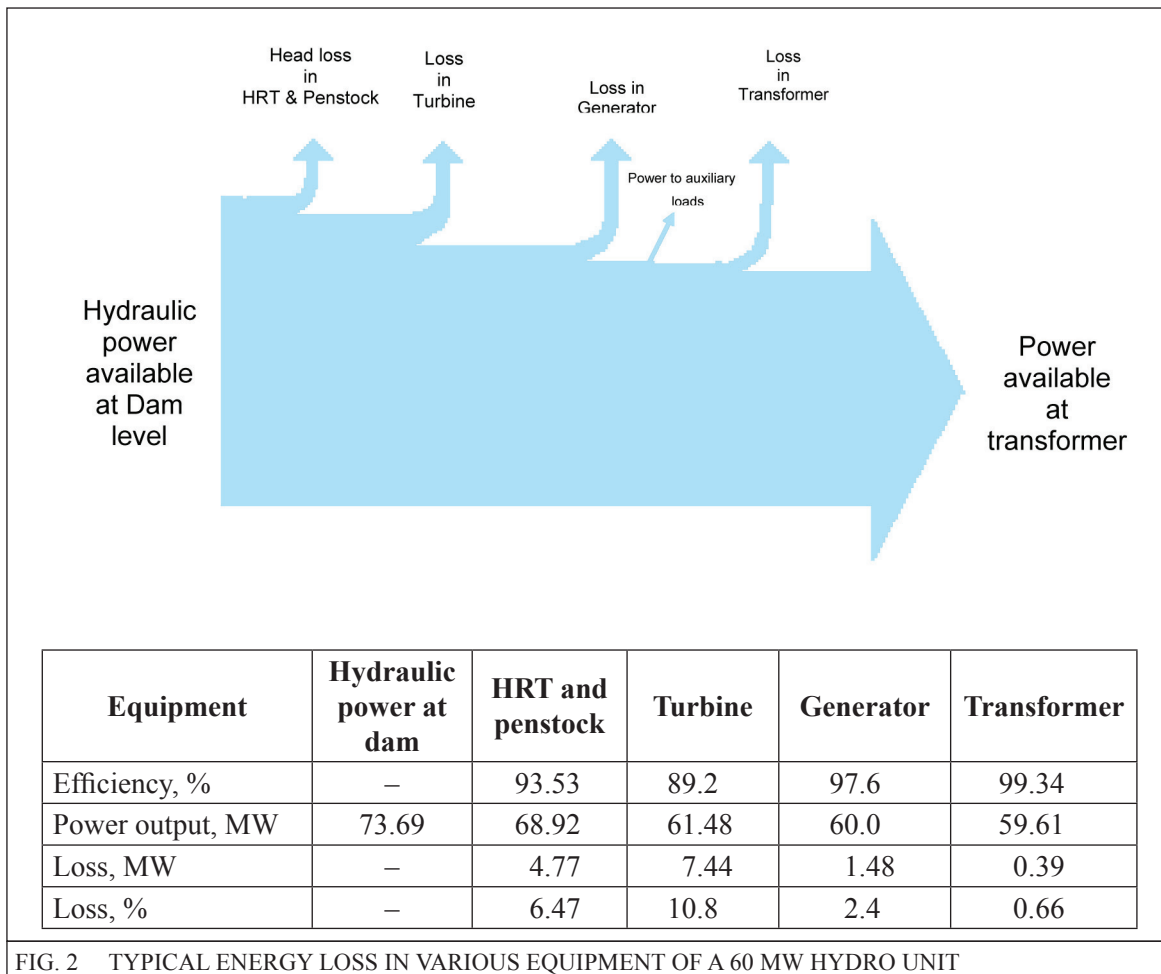 Head loss
in
HRT & Penstock
Loss
in
Turbine
Loss in
Generator
Loss
in
Transformer
Power to auxiliary
loads
Hydraulic
power
available
at Dam
level
Power
available
at
transformer
Equipment
Hydraulic
power at
dam
HRT and
penstock
Turbine
Generator
Transformer
Efficiency, % – 93.53 89.2 97.6 99.34
Power output, MW 73.69 68.92 61.48 60.0 59.61
Loss, MW – 4.77 7.44 1.48 0.39
Loss, % – 6.47 10.8 2.4 0.66
FIG. 2 TYPICAL ENERGY LOSS IN VARIOUS EQUIPMENT OF A 60 MW HYDRO UNIT